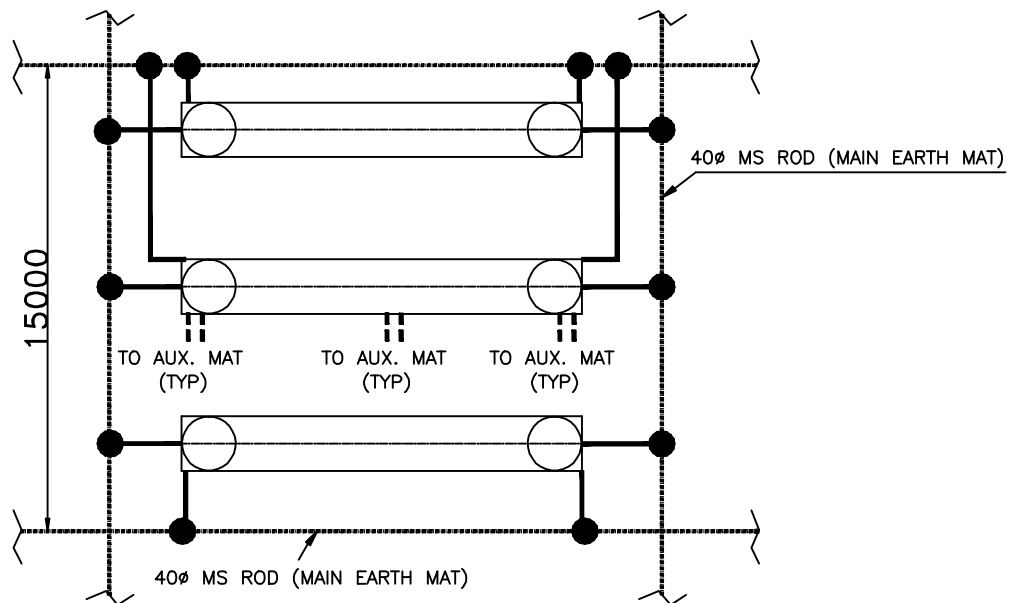 40ø MS ROD (MAIN EARTH MAT)
15000
TO AUX. MAT
(TYP)
TO AUX. MAT
(TYP)
TO AUX. MAT
(TYP)
40ø MS ROD (MAIN EARTH MAT)